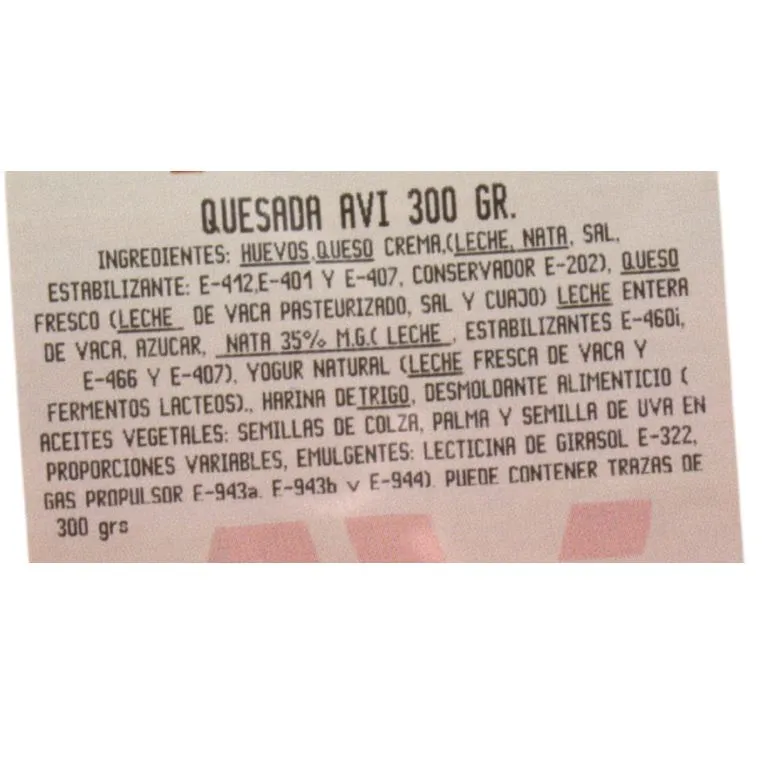 QUESADA AVI 300 GR.
INGREDIENTES: HUEVOS,QUESO CREMA,(LECHE, NATA, SAL,
ESTABILIZANTE: E-412,E-401 Y E-407, CONSERVADOR E-202), QUESO
FRESCO (LECHE DE VACA PASTEURIZADO, SAL Y CUAJO) LECHE ENTERA
DE VACA, AZUCAR, NATA 35% M.G.( LECHE , ESTABILIZANTES E-460i,
E-466 Y E-407), YOGUR NATURAL (LECHE FRESCA DE VACA Y
FERMENTOS LACTEOS)., HARINA DE TRIGO, DESMOLDANTE ALIMENTICIO (
ACEITES VEGETALES: SEMILLAS DE COLZA, PALMA Y SEMILLA DE UVA EN
PROPORCIONES VARIABLES, EMULGENTES: LECTICINA DE GIRASOL E-322,
GAS PROPULSOR E-943a, E-943b y E-944). PUEDE CONTENER TRAZAS DE
300 grs